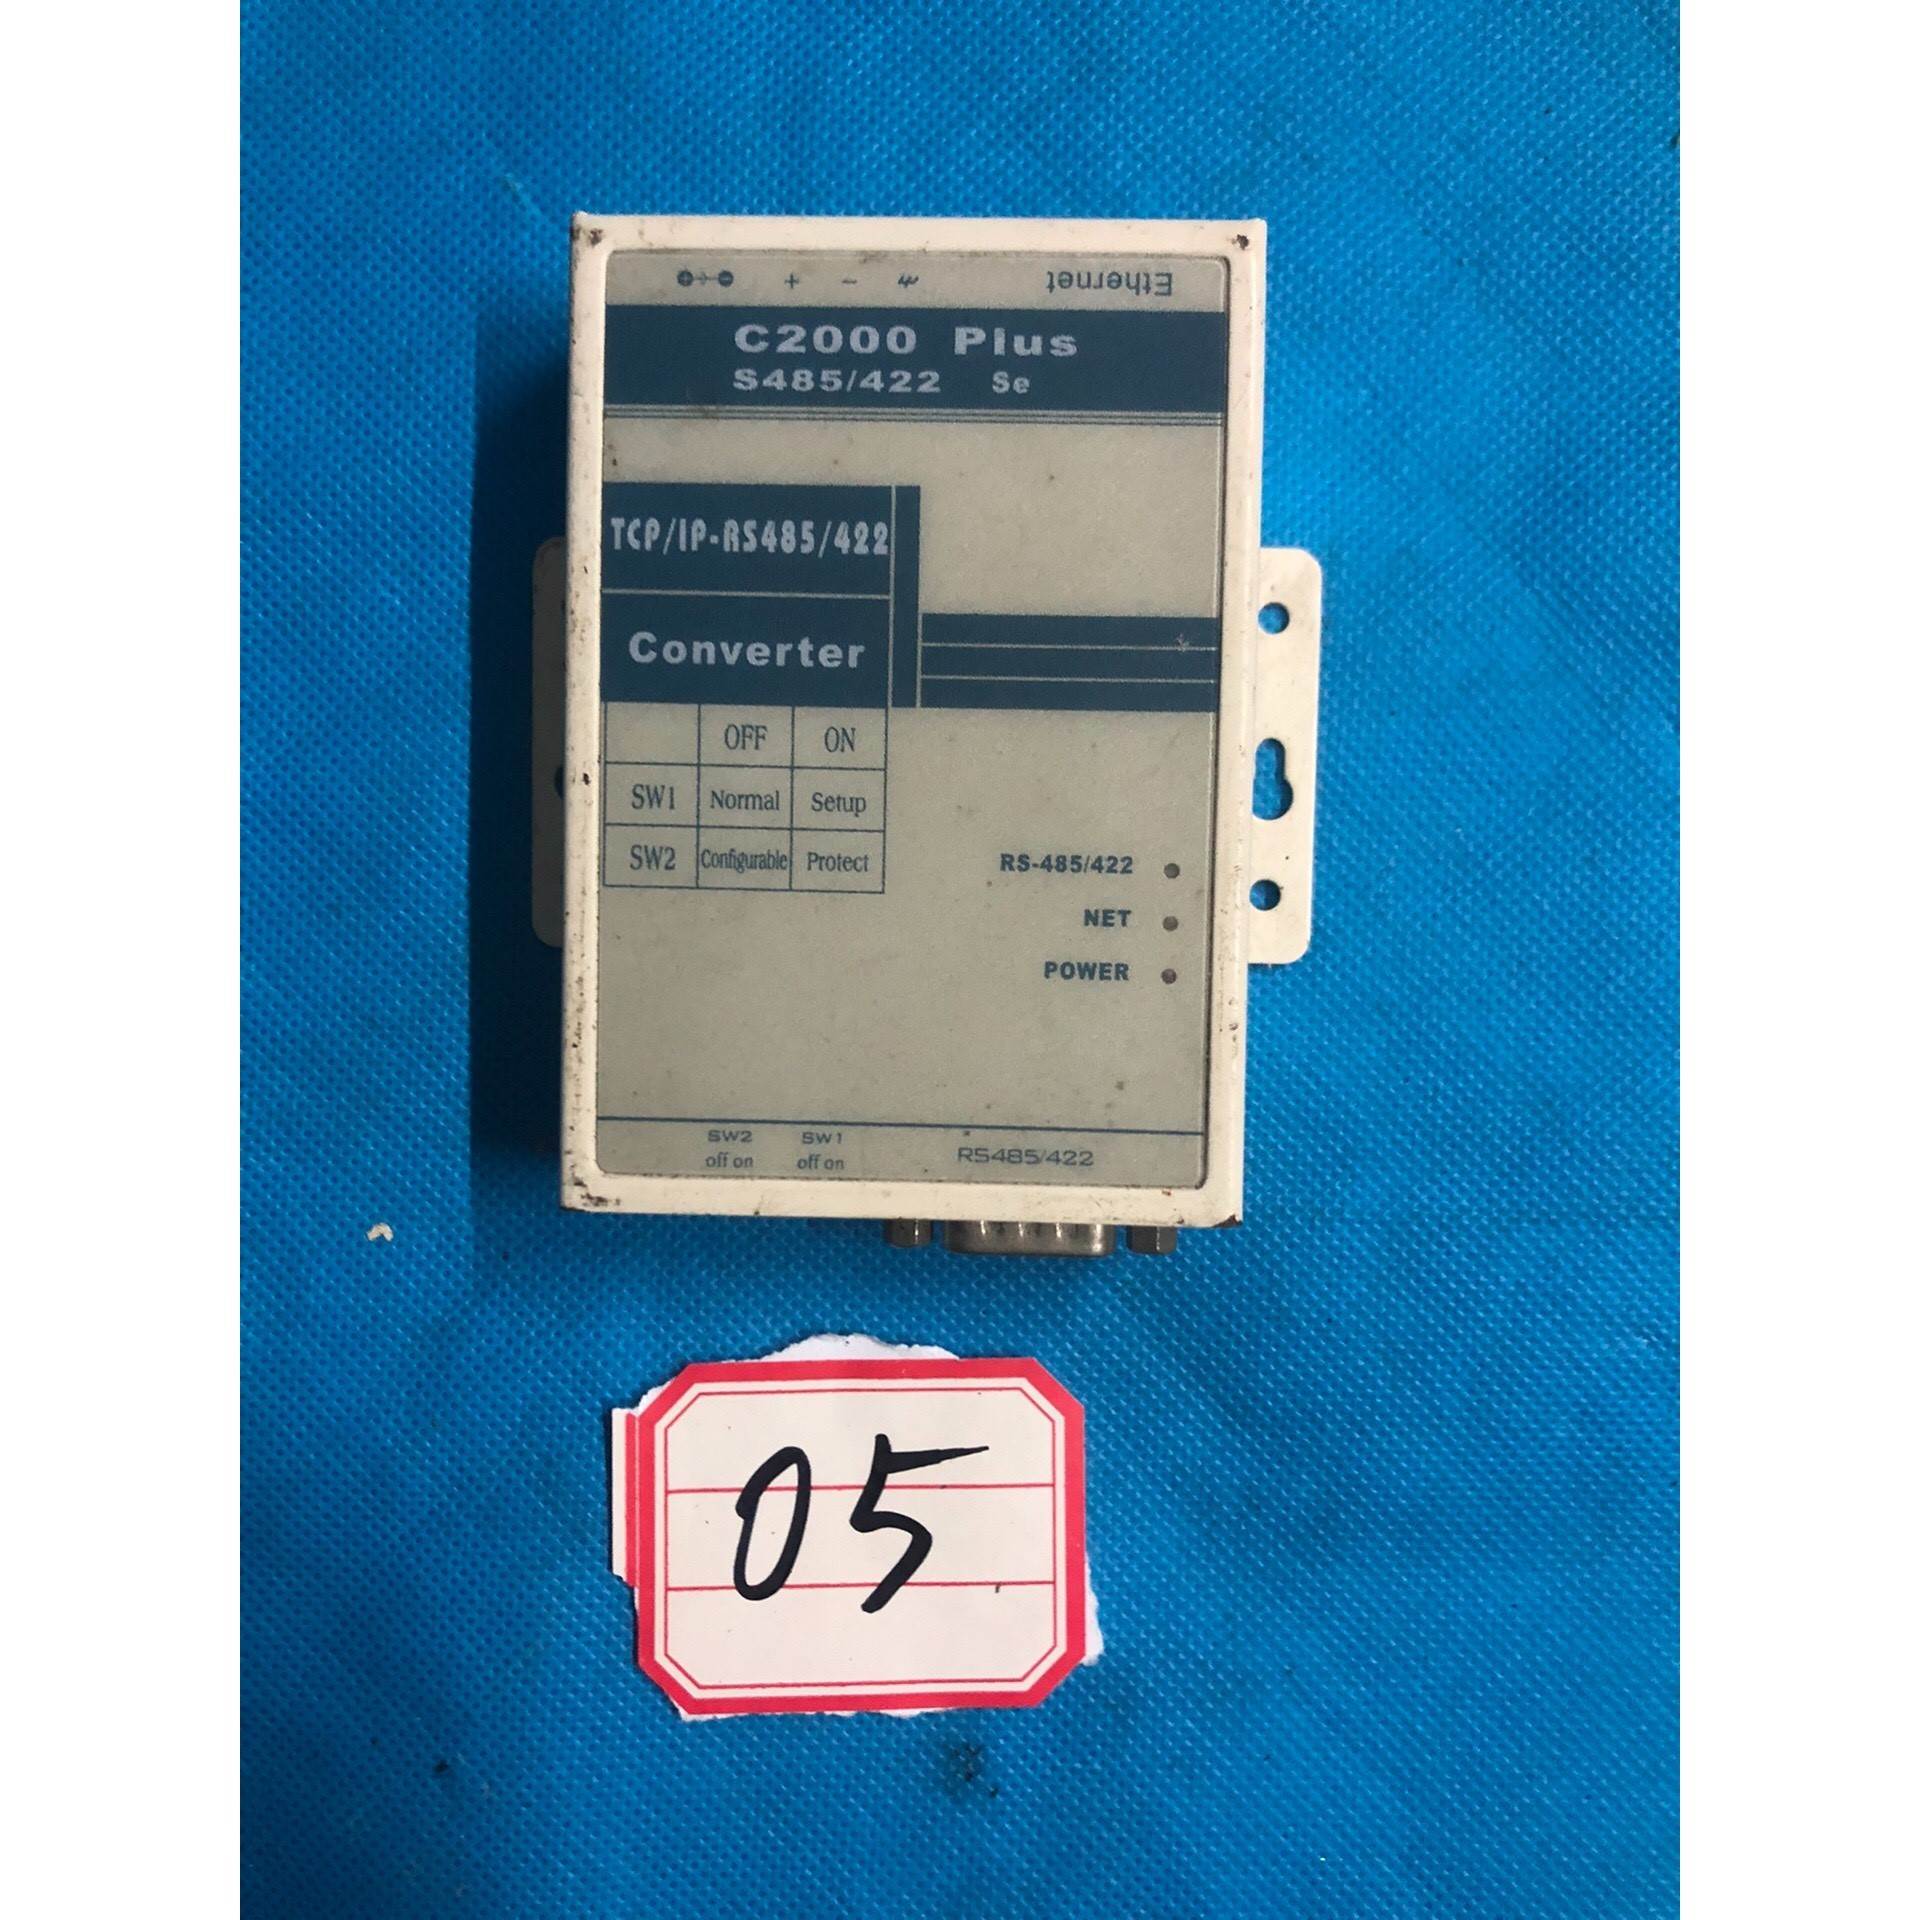 + - Ethernet
C2000 Plus
S485/422 Se
TCP/IP-RS485/422
Converter
OFF ON
SW1 Normal Setup
SW2 Configurable Protect
RS-485/422
NET
POWER
SW2 SW1
off on off on
RS485/422
05